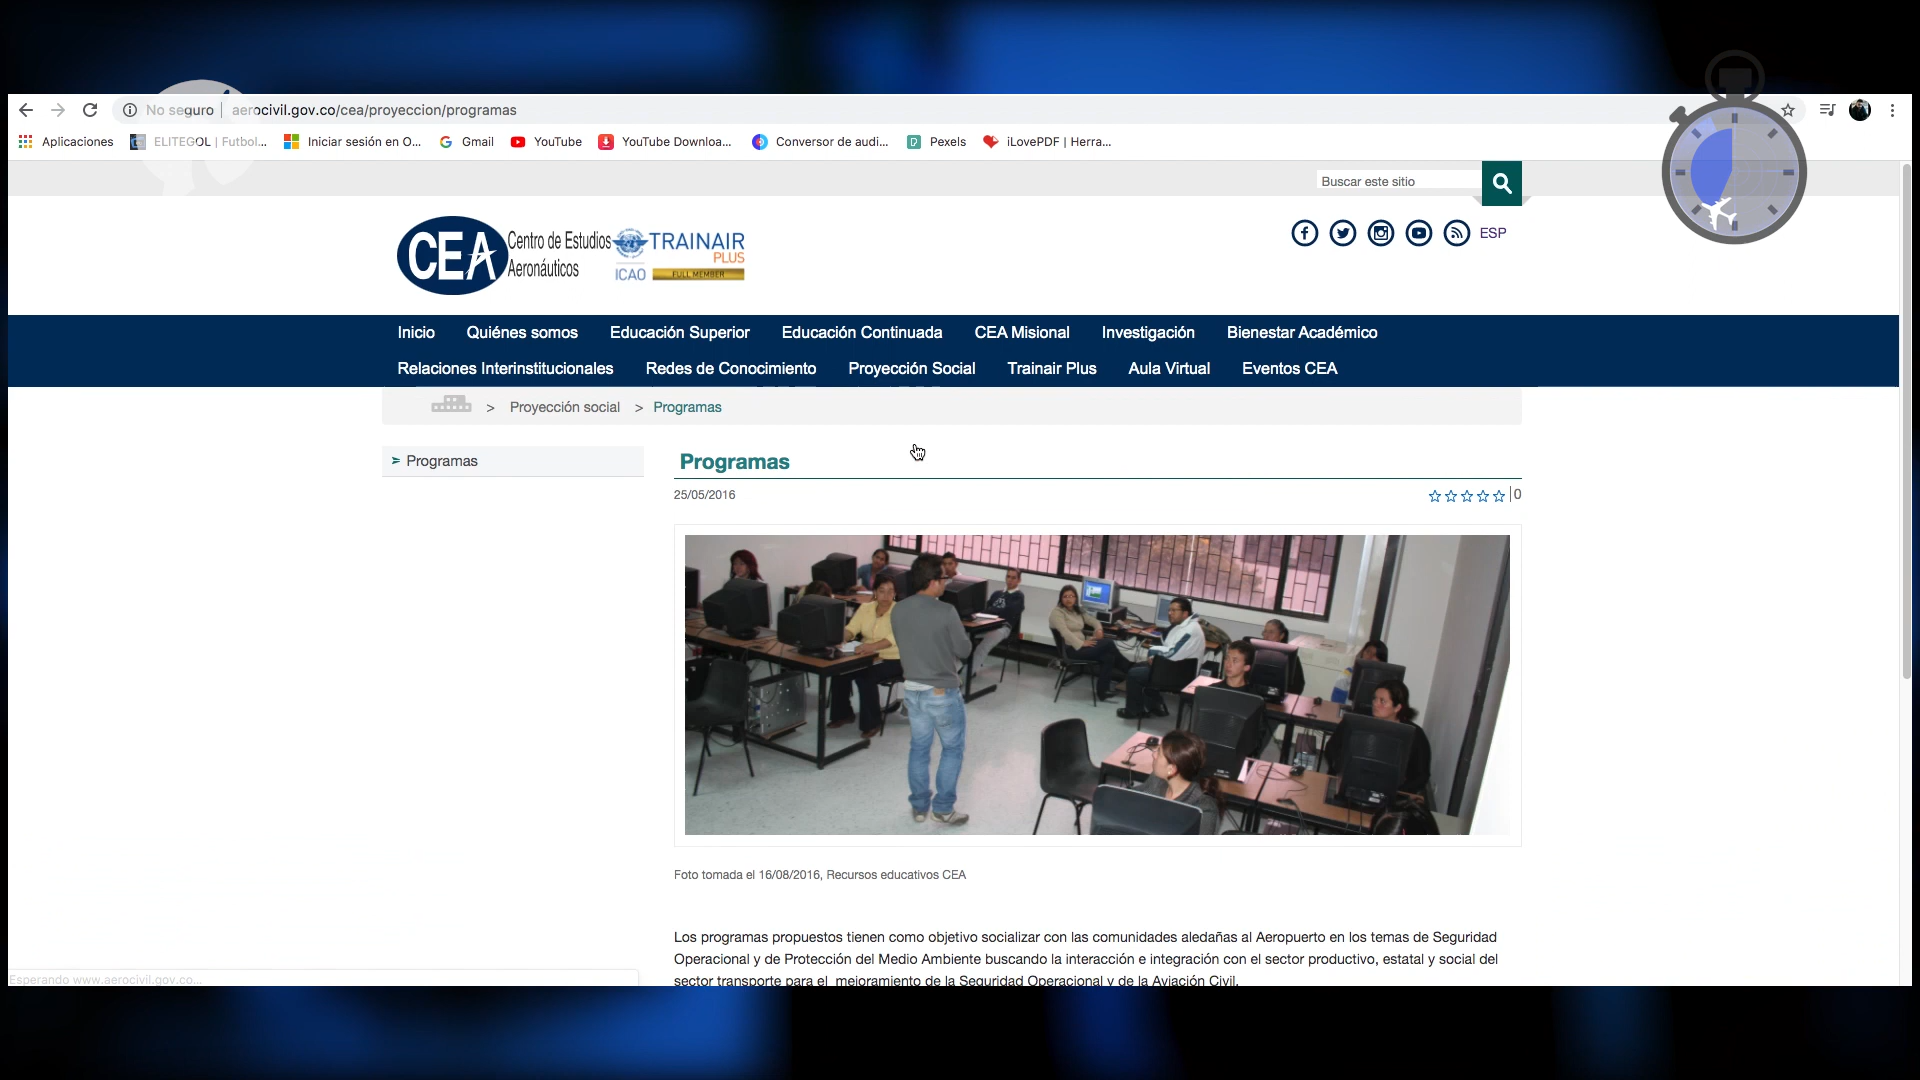 No seguro | aerocivil.gov.co/cea/proyeccion/programas
Aplicaciones ELITEGOL | Futbol... Iniciar sesión en O... Gmail YouTube YouTube Downloa... Conversor de audi... Pexels iLovePDF | Herra...
Buscar este sitio
CEA Centro de Estudios Aeronáuticos
TRAINAIR
PLUS
ICAO FULL MEMBER
ESP
Inicio Quiénes somos Educación Superior Educación Continuada CEA Misional Investigación Bienestar Académico
Relaciones Interinstitucionales Redes de Conocimiento Proyección Social Trainair Plus Aula Virtual Eventos CEA
> Proyección social > Programas
Programas
Programas
25/05/2016
0
Foto tomada el 16/08/2016, Recursos educativos CEA
Los programas propuestos tienen como objetivo socializar con las comunidades aledañas al Aeropuerto en los temas de Seguridad
Operacional y de Protección del Medio Ambiente buscando la interacción e integración con el sector productivo, estatal y social del
sector transporte para el mejoramiento de la Seguridad Operacional y de la Aviación Civil.
Esperando www.aerocivil.gov.co...